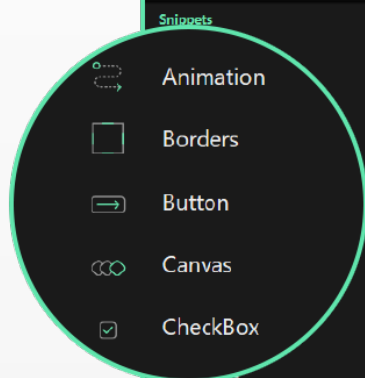 Snippets
Animation
Borders
Button
Canvas
CheckBox